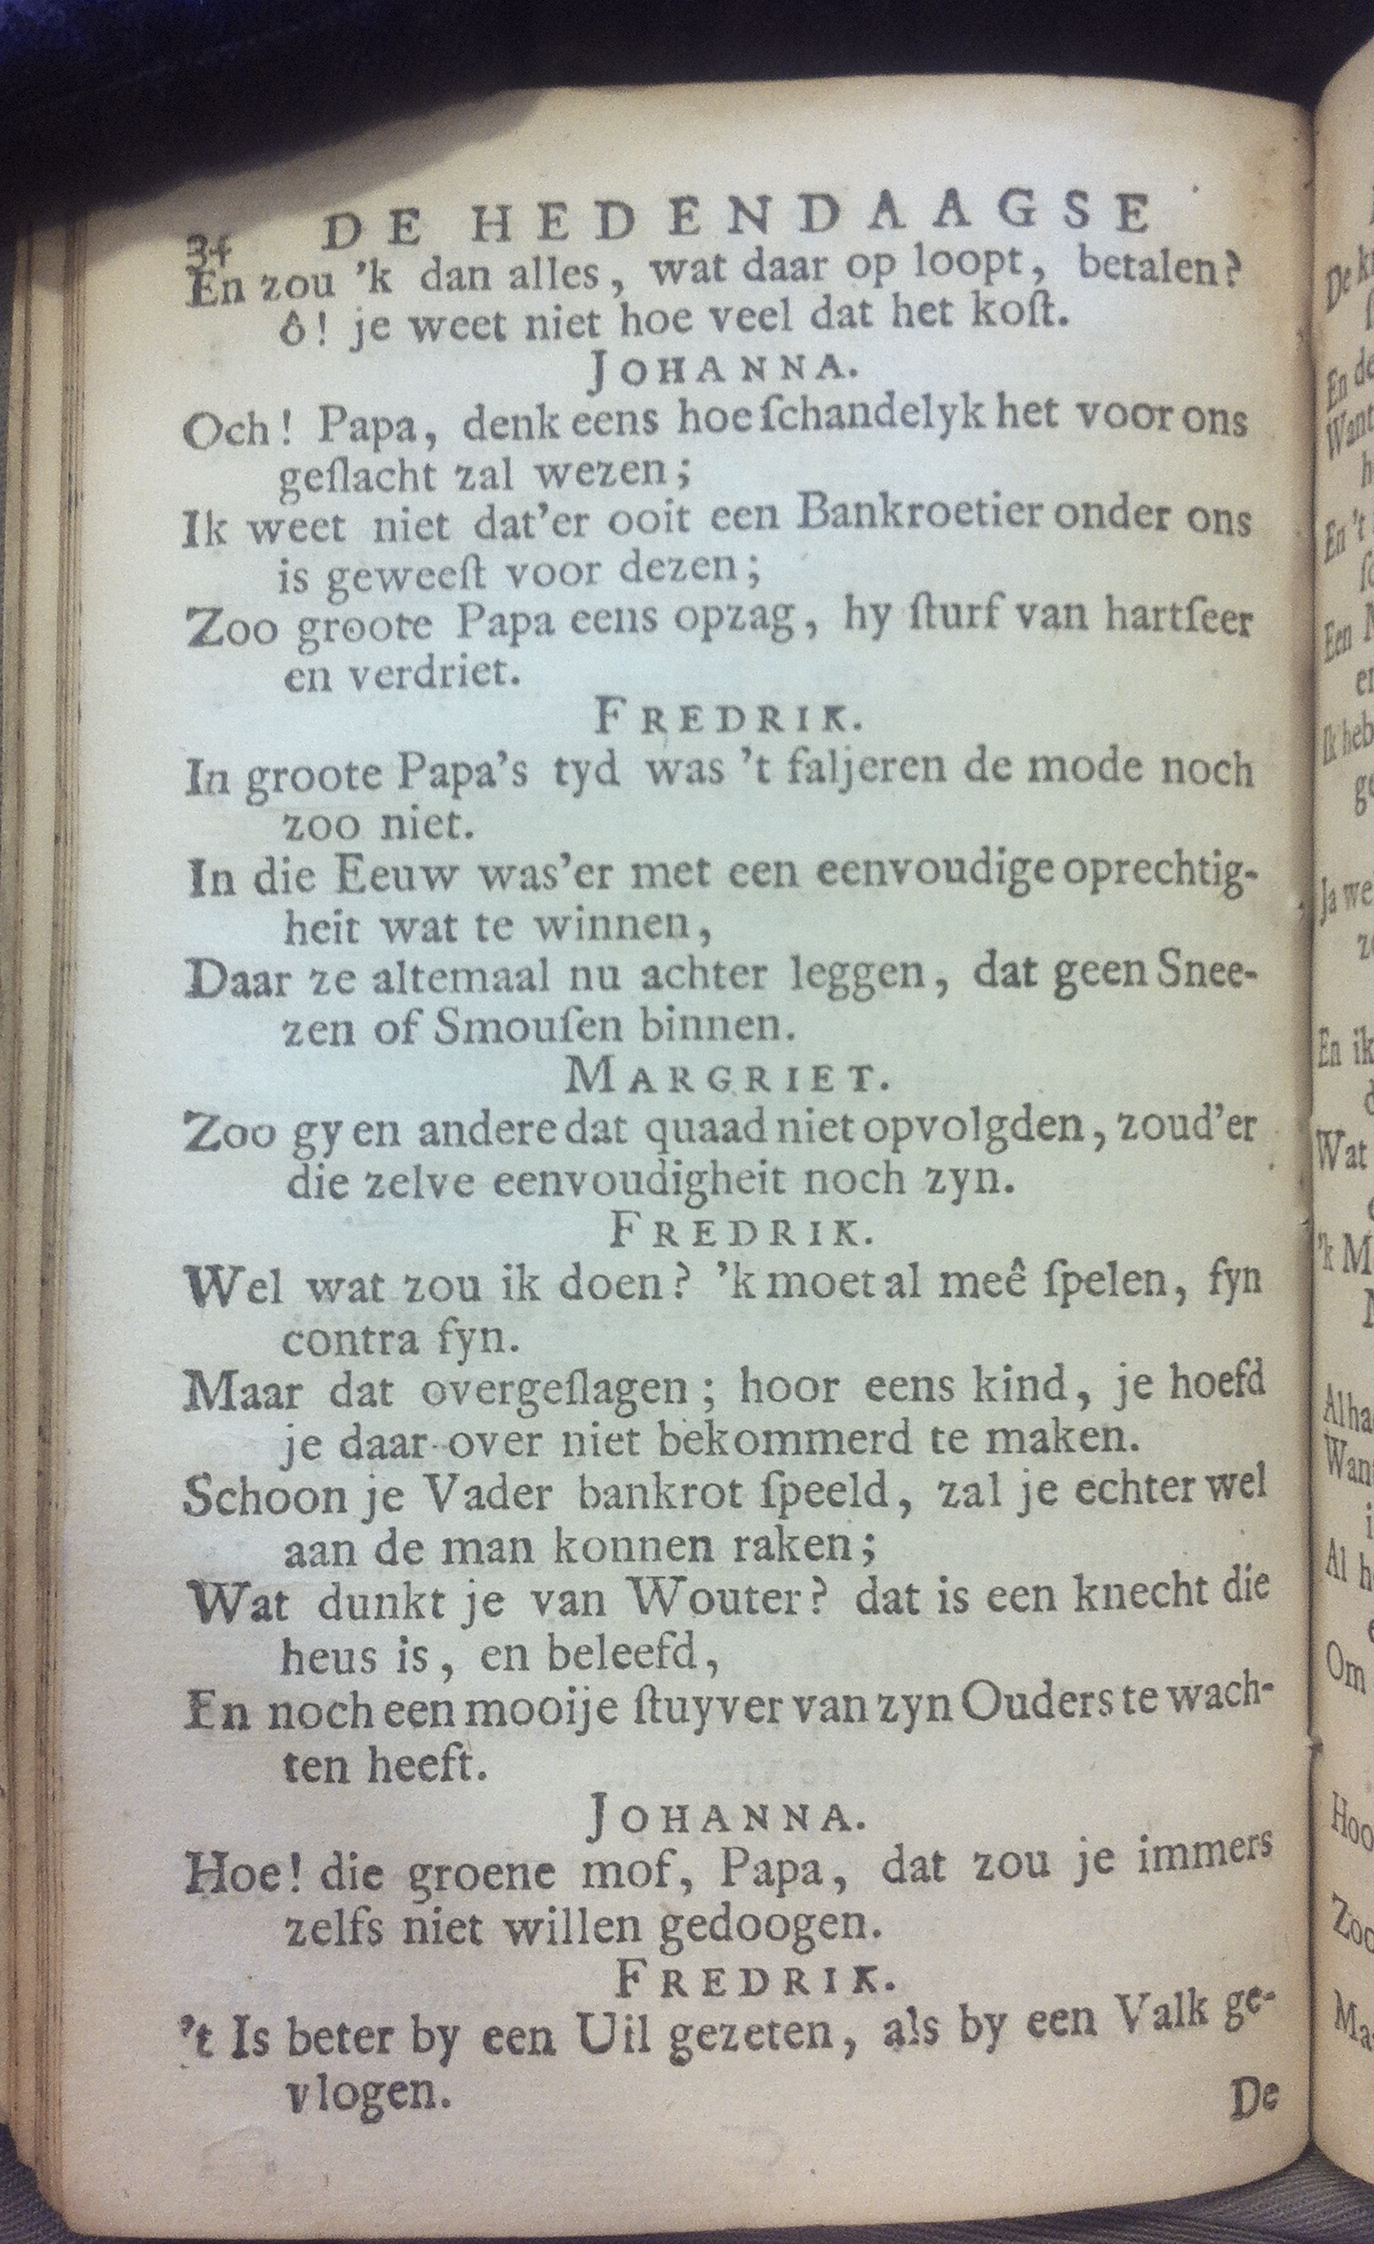 34 DE HEDENDAAGSE
En zou 'k dan alles, wat daar op loopt, betalen?
ô! je weet niet hoe veel dat het koſt.
JOHANNA.
Och! Papa, denk eens hoe ſchandelyk het voor ons
geſlacht zal wezen;
Ik weet niet dat'er ooit een Bankroetier onder ons
is geweeſt voor dezen;
Zoo groote Papa eens opzag, hy ſturf van hartſeer
en verdriet.
FREDRIK.
In groote Papa's tyd was 't faljeren de mode noch
zoo niet.
In die Eeuw was'er met een eenvoudige oprechtig-
heit wat te winnen,
Daar ze altemaal nu achter leggen, dat geen Snee-
zen of Smouſen binnen.
MARGRIET.
Zoo gy en andere dat quaad niet opvolgden, zoud'er
die zelve eenvoudigheit noch zyn.
FREDRIK.
Wel wat zou ik doen? 'k moet al meê ſpelen, fyn
contra fyn.
Maar dat overgeſlagen; hoor eens kind, je hoefd
je daar over niet bekommerd te maken.
Schoon je Vader bankrot ſpeeld, zal je echter wel
aan de man konnen raken;
Wat dunkt je van Wouter? dat is een knecht die
heus is, en beleefd,
En noch een mooije ſtuyver van zyn Ouders te wach-
ten heeft.
JOHANNA.
Hoe! die groene mof, Papa, dat zou je immers
zelfs niet willen gedoogen.
FREDRIK.
't Is beter by een Uil gezeten, als by een Valk ge-
vlogen.
De